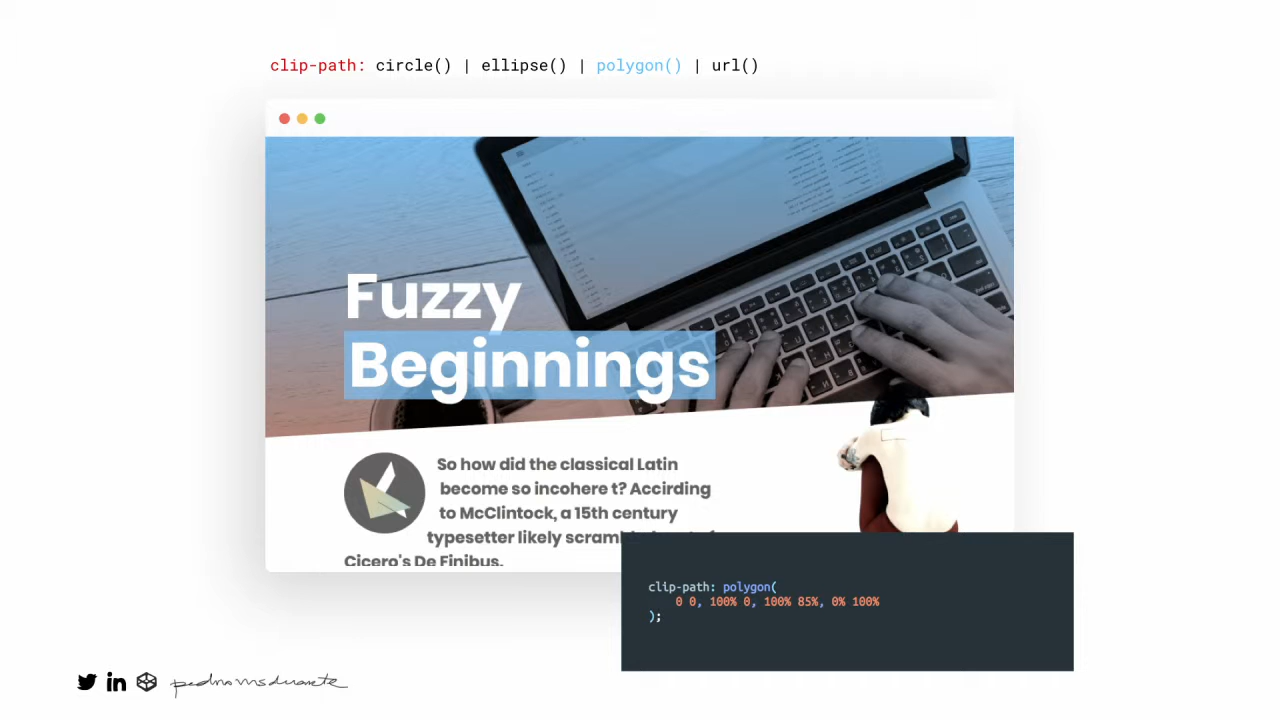 clip-path: circle() | ellipse() | polygon() | url()
Fuzzy
Beginnings
So how did the classical Latin
become so incohere t? Accirding
to McClintock, a 15th century
typesetter likely
Cicero's De Finibus.
clip-path: polygon(
0 0, 100% 0, 100% 85%, 0% 100%
);
pedromsduarte